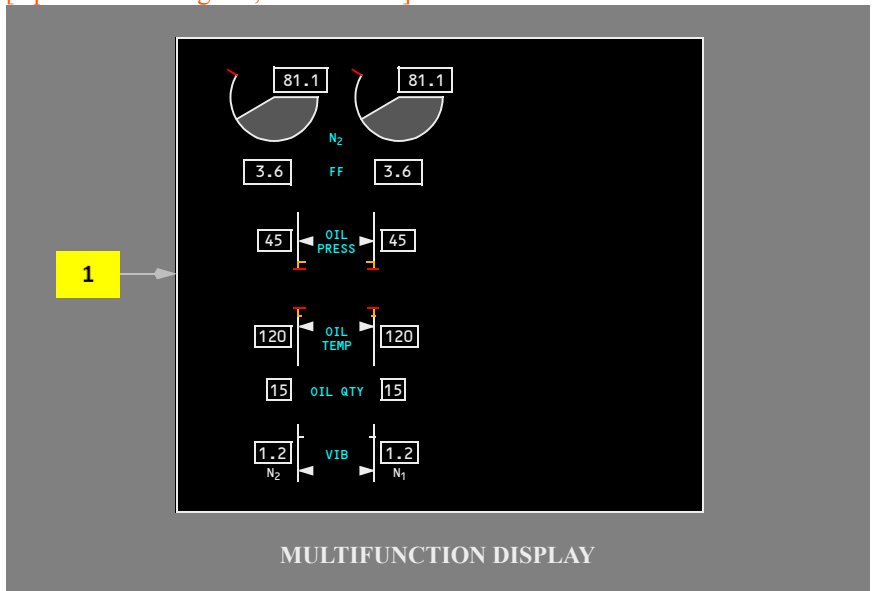 81.1 81.1
N2
3.6 FF 3.6
OIL
45 PRESS 45
1
OIL
120 TEMP 120
15 OIL QTY 15
1.2 VIB 1.2
N2 N1
MULTIFUNCTION DISPLAY